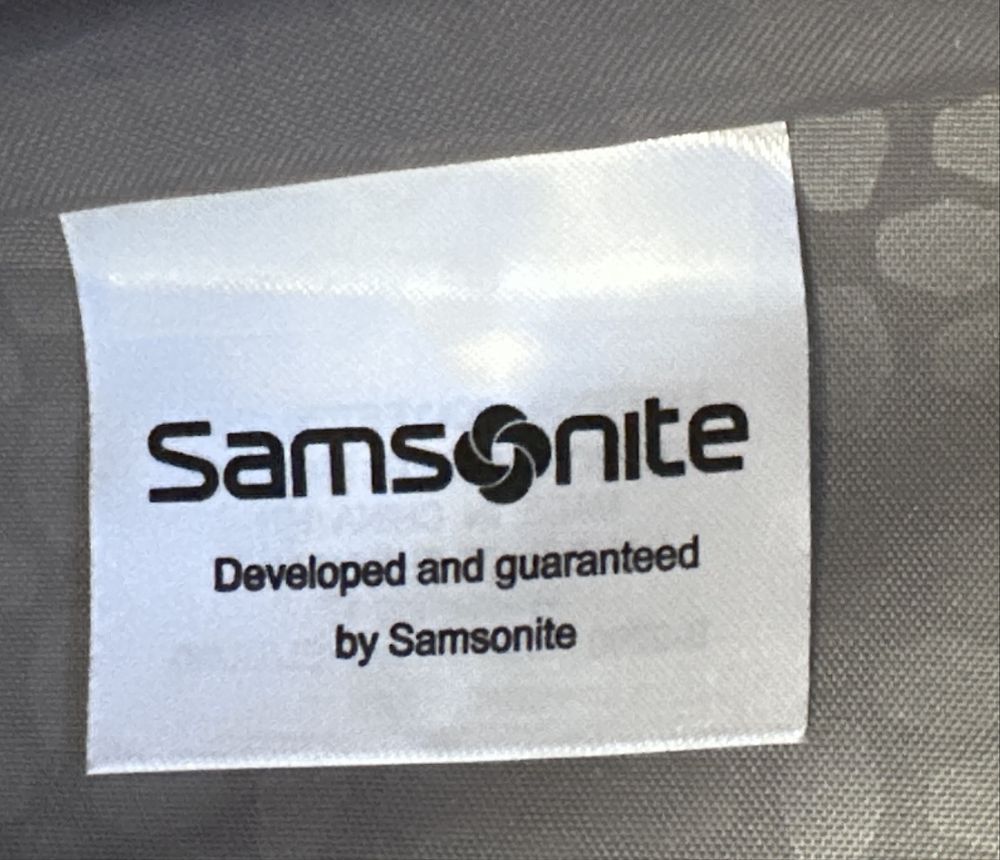 Samsonite
Developed and guaranteed
by Samsonite